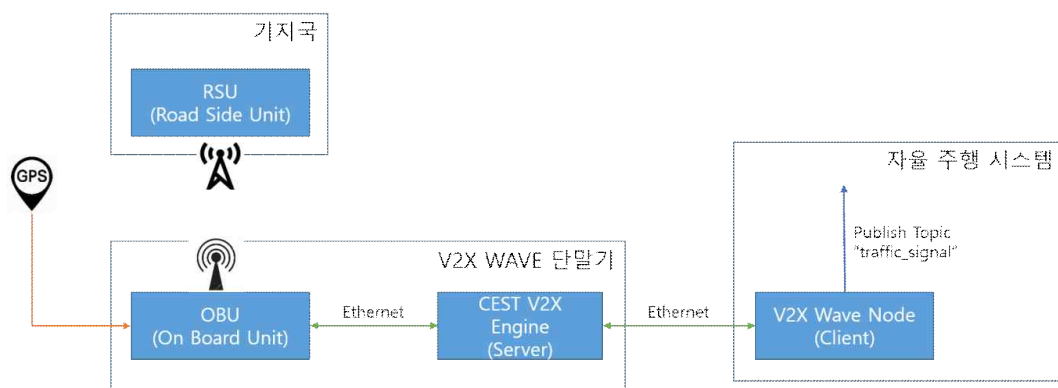 기지국
RSU
(Road Side Unit)
GPS
자율 주행 시스템
Publish Topic
"traffic_signal"
V2X WAVE 단말기
OBU
(On Board Unit)
Ethernet
CEST V2X
Engine
(Server)
Ethernet
V2X Wave Node
(Client)